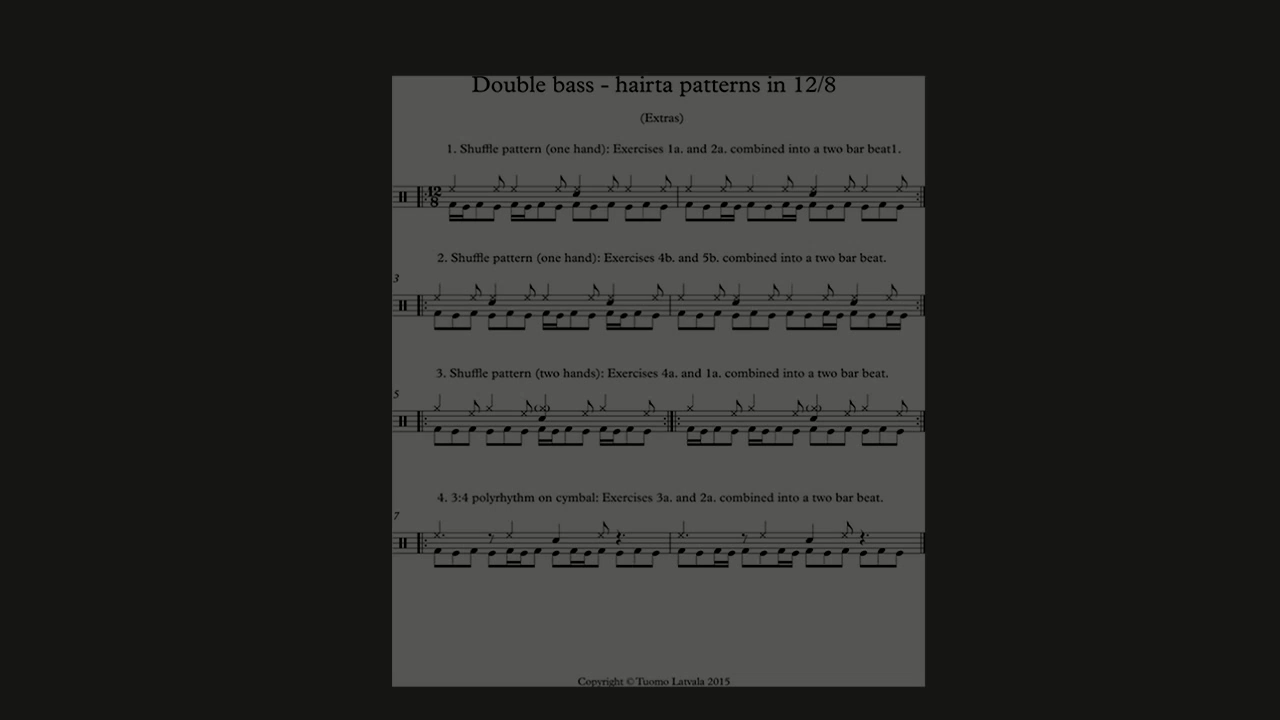 Double bass - hairta patterns in 12/8
(Extras)
1. Shuffle pattern (one hand): Exercises 1a. and 2a. combined into a two bar beat1.
12
8
2. Shuffle pattern (one hand): Exercises 4b. and 5b. combined into a two bar beat.
3
3. Shuffle pattern (two hands): Exercises 4a. and 1a. combined into a two bar beat.
5
4. 3:4 polyrhythm on cymbal: Exercises 3a. and 2a. combined into a two bar beat.
7
Copyright © Tuomo Latvala 2015